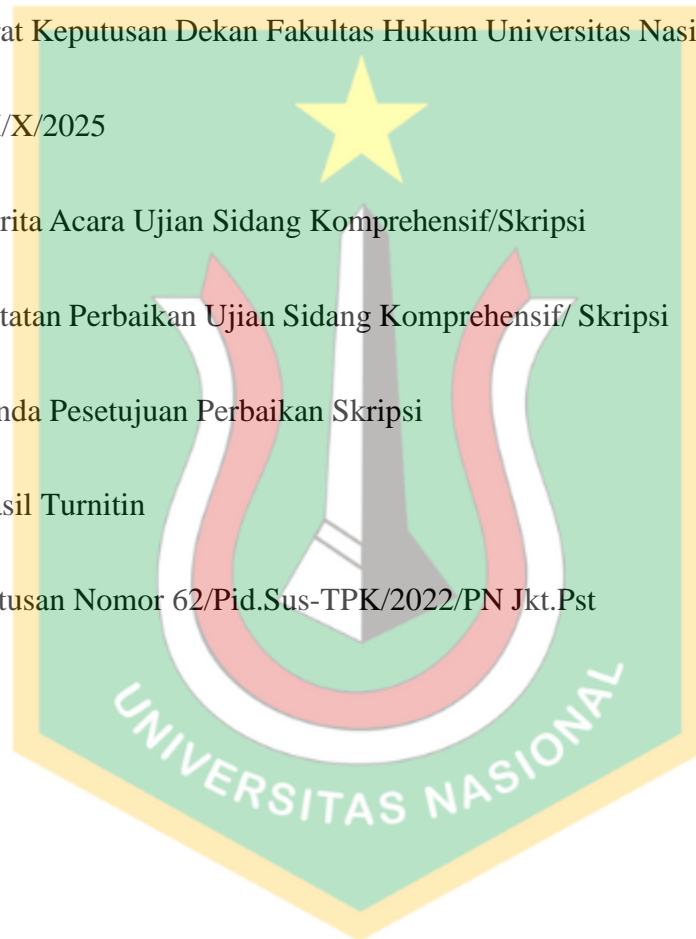 rat Keputusan Dekan Fakultas Hukum Universitas Nasi
/X/2025
rita Acara Ujian Sidang Komprehensif/Skripsi
tatan Perbaikan Ujian Sidang Komprehensif/ Skripsi
nda Pesetujuan Perbaikan Skripsi
sil Turnitin
tusan Nomor 62/Pid.Sus-TPK/2022/PN Jkt.Pst
UNIVERSITAS NASIONAL